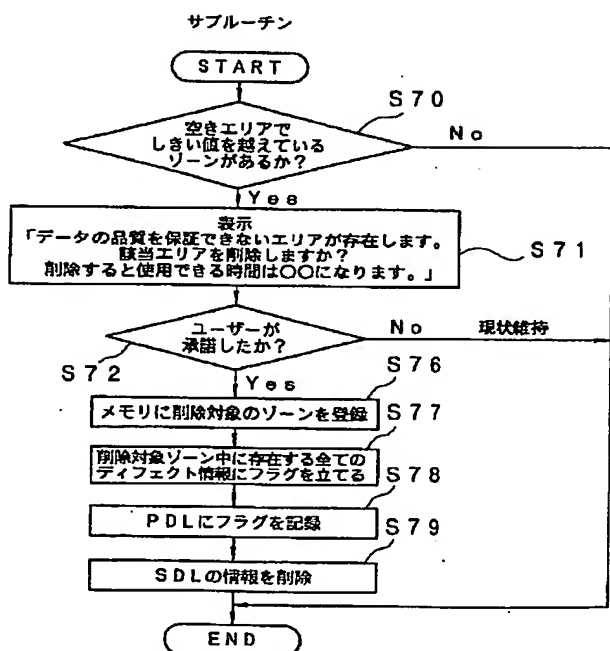 サブルーチン
START
S70
空きエリアで
しきい値を越えている
ゾーンがあるか?
No
Yes
表示
「データの品質を保証できないエリアが存在します。
該当エリアを削除しますか?
削除すると使用できる時間は〇〇になります。」
S71
ユーザーが
承諾したか?
No 現状維持
S72
Yes
S76
メモリに削除対象のゾーンを登録
S77
削除対象ゾーン中に存在する全ての
ディフェクト情報にフラグを立てる
S78
PDLにフラグを記録
S79
SDLの情報を削除
END